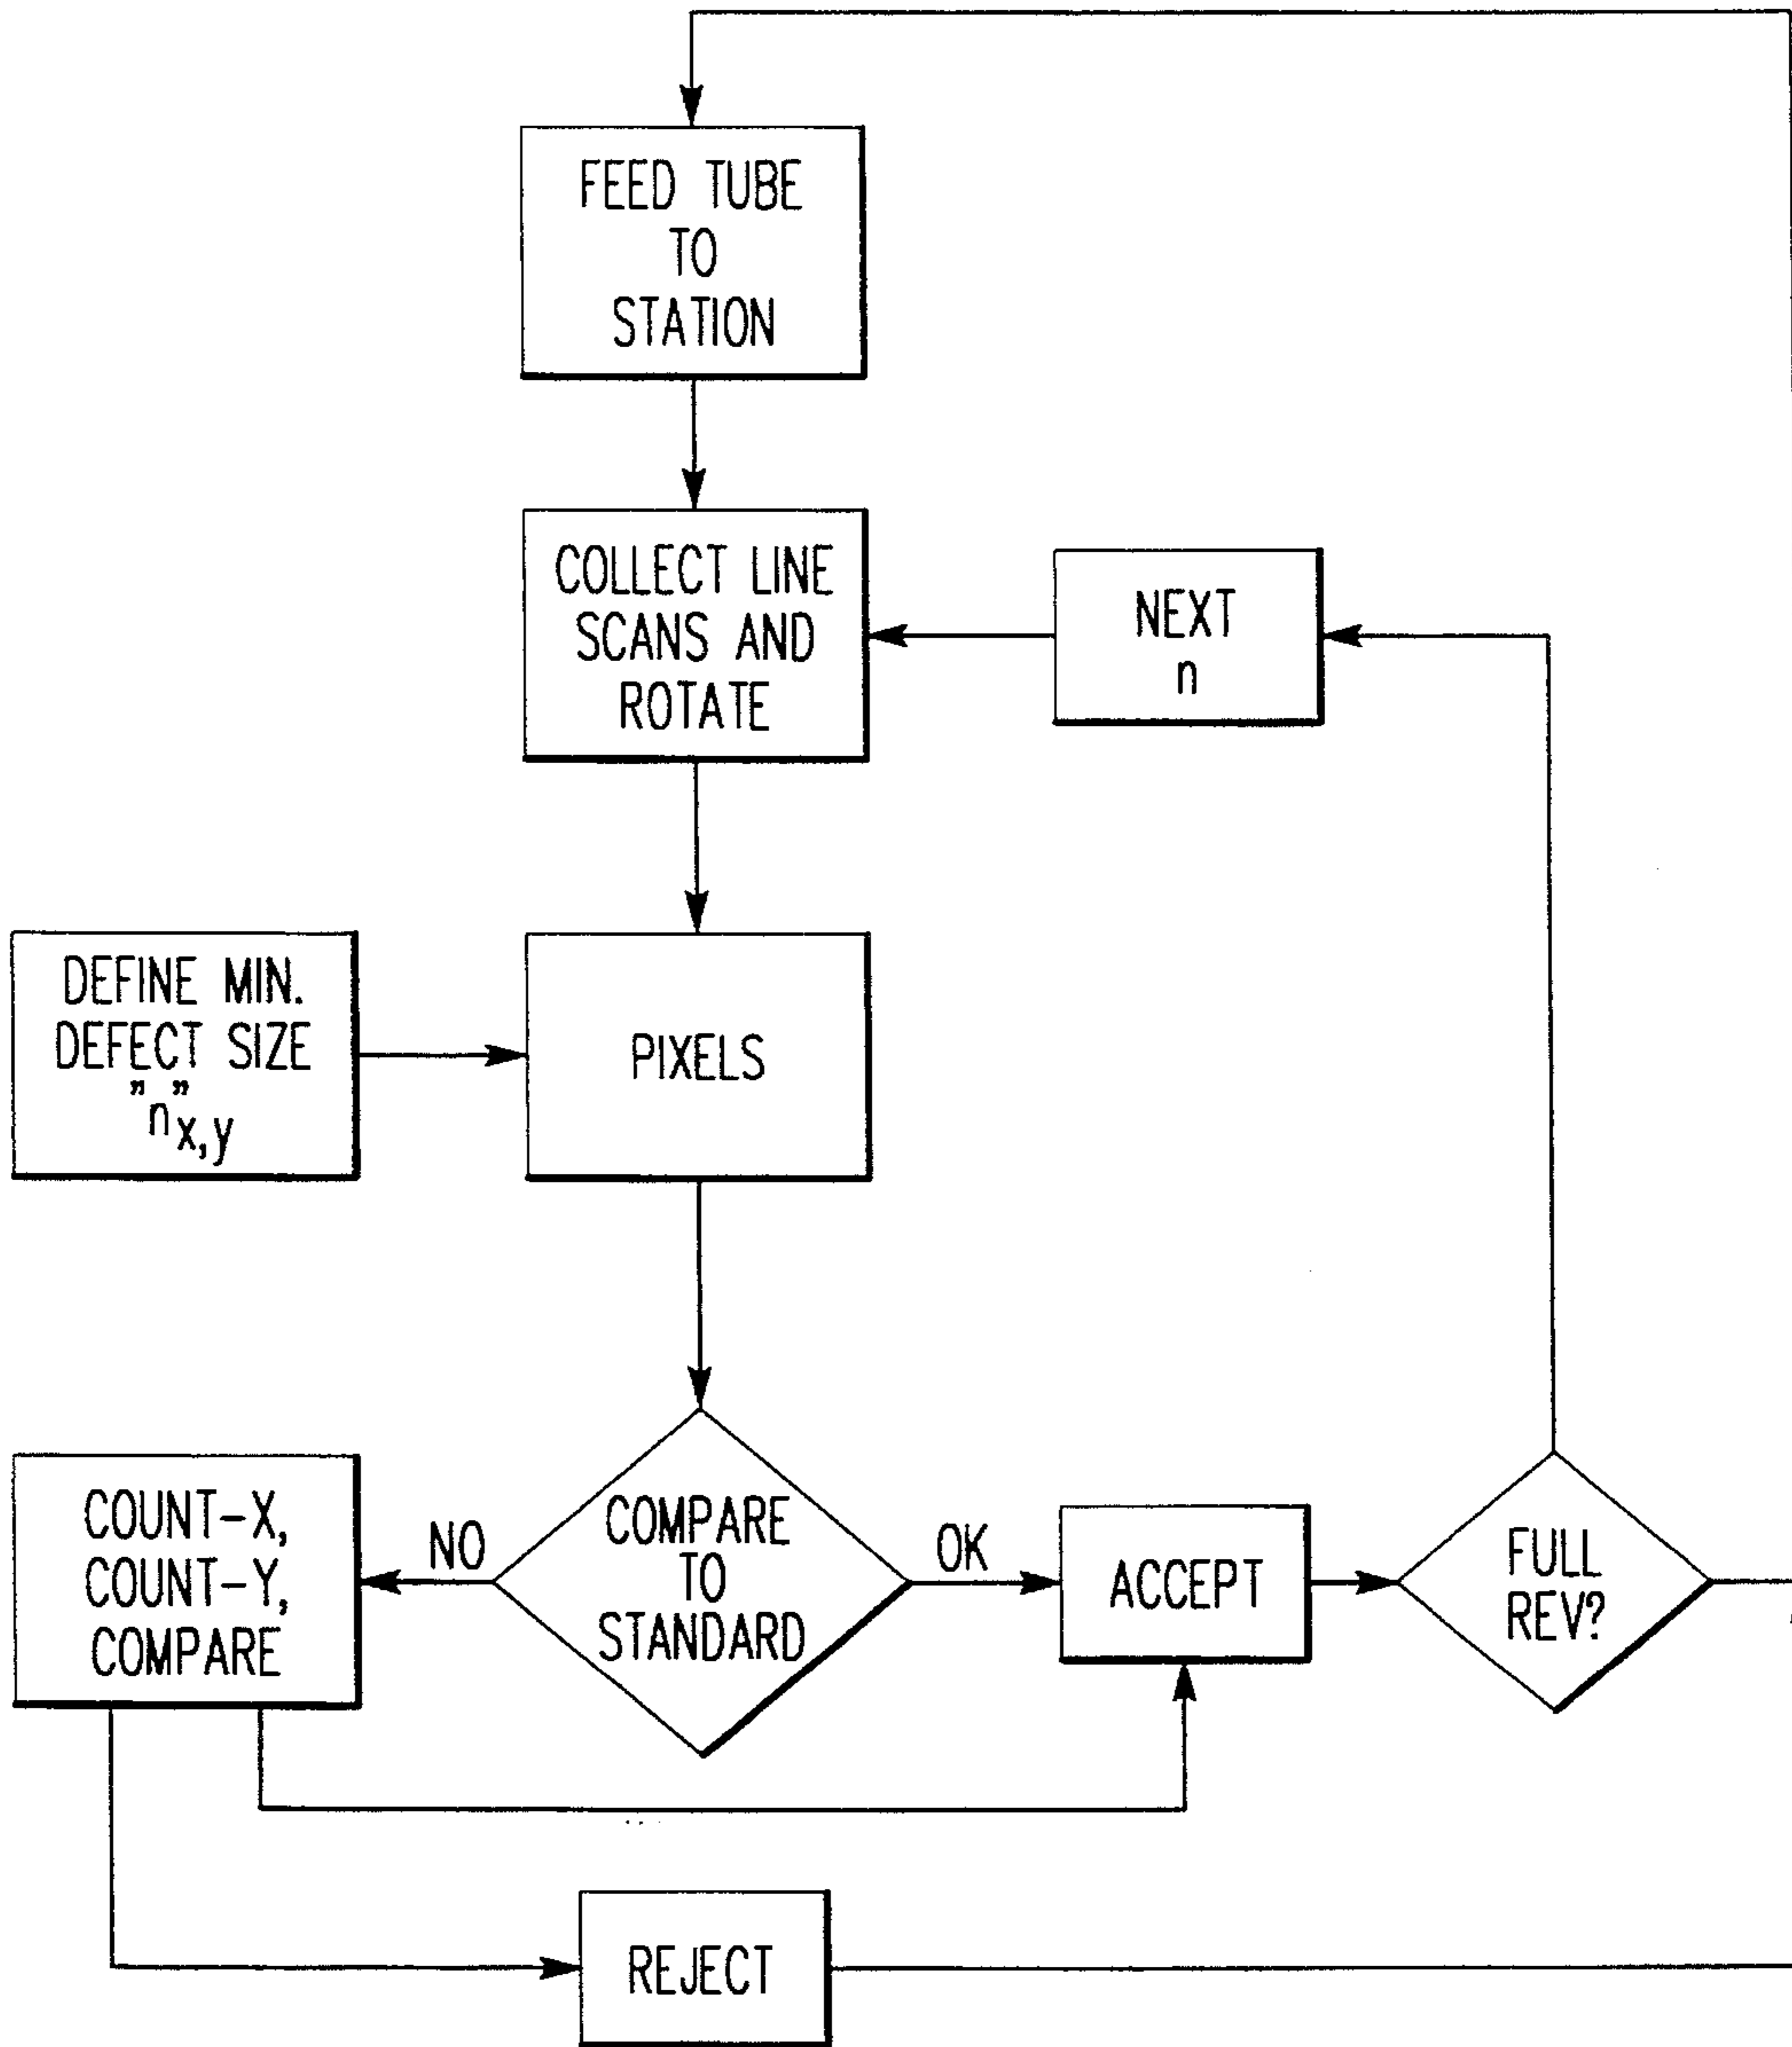 FEED TUBE
TO
STATION
COLLECT LINE
SCANS AND
ROTATE
NEXT
n
DEFINE MIN.
DEFECT SIZE
"n"x,y
PIXELS
COUNT-X,
COUNT-Y,
COMPARE
NO
COMPARE
TO
STANDARD
OK
ACCEPT
FULL
REV?
REJECT